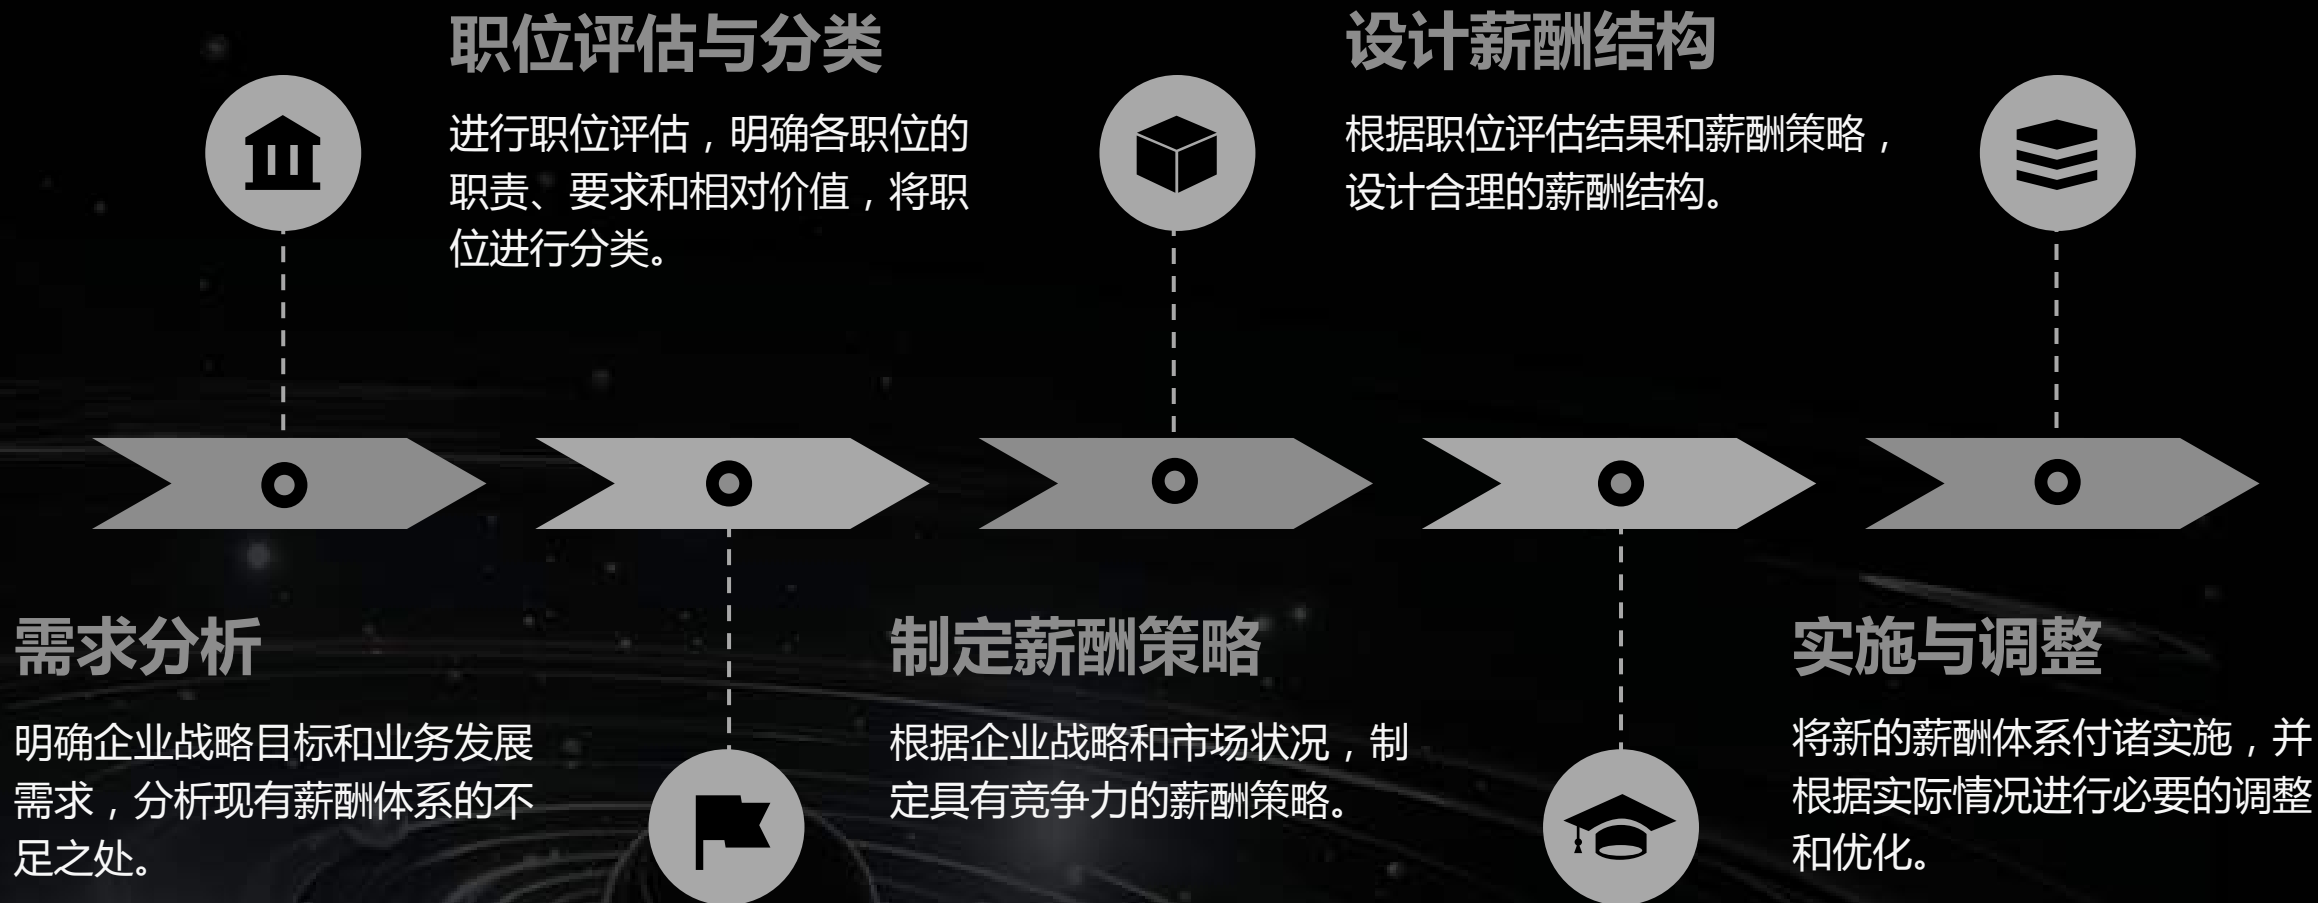 职位评估与分类
进行职位评估，明确各职位的
职责、要求和相对价值，将职
位进行分类。
设计薪酬结构
根据职位评估结果和薪酬策略，
设计合理的薪酬结构。
需求分析
明确企业战略目标和业务发展
需求，分析现有薪酬体系的不
足之处。
制定薪酬策略
根据企业战略和市场状况，制
定具有竞争力的薪酬策略。
实施与调整
将新的薪酬体系付诸实施，并
根据实际情况进行必要的调整
和优化。